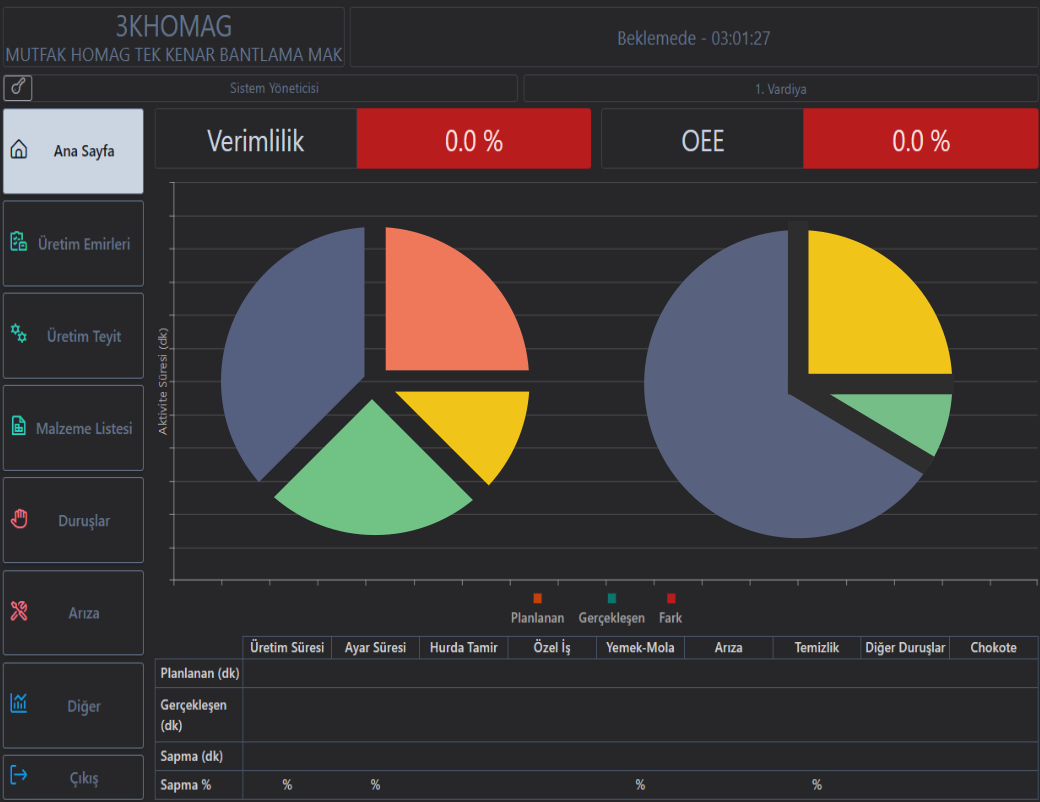 3KHOMAG
MUTFAK HOMAG TEK KENAR BANTLAMA MAK
Beklemede - 03:01:27
Sistem Yöneticisi
1. Vardiya
Ana Sayfa
Verimlilik
0.0 %
OEE
0.0 %
Üretim Emirleri
Üretim Teyit
Malzeme Listesi
Duruşlar
Arıza
Diğer
Çıkış
Aktivite Süresi (dk)
Planlanan
Gerçekleşen
Fark
Üretim Süresi Ayar Süresi Hurda Tamir Özel İş Yemek-Mola Arıza Temizlik Diğer Duruşlar Chokote
Planlanan (dk)
Gerçekleşen
(dk)
Sapma (dk)
Sapma % % % % %